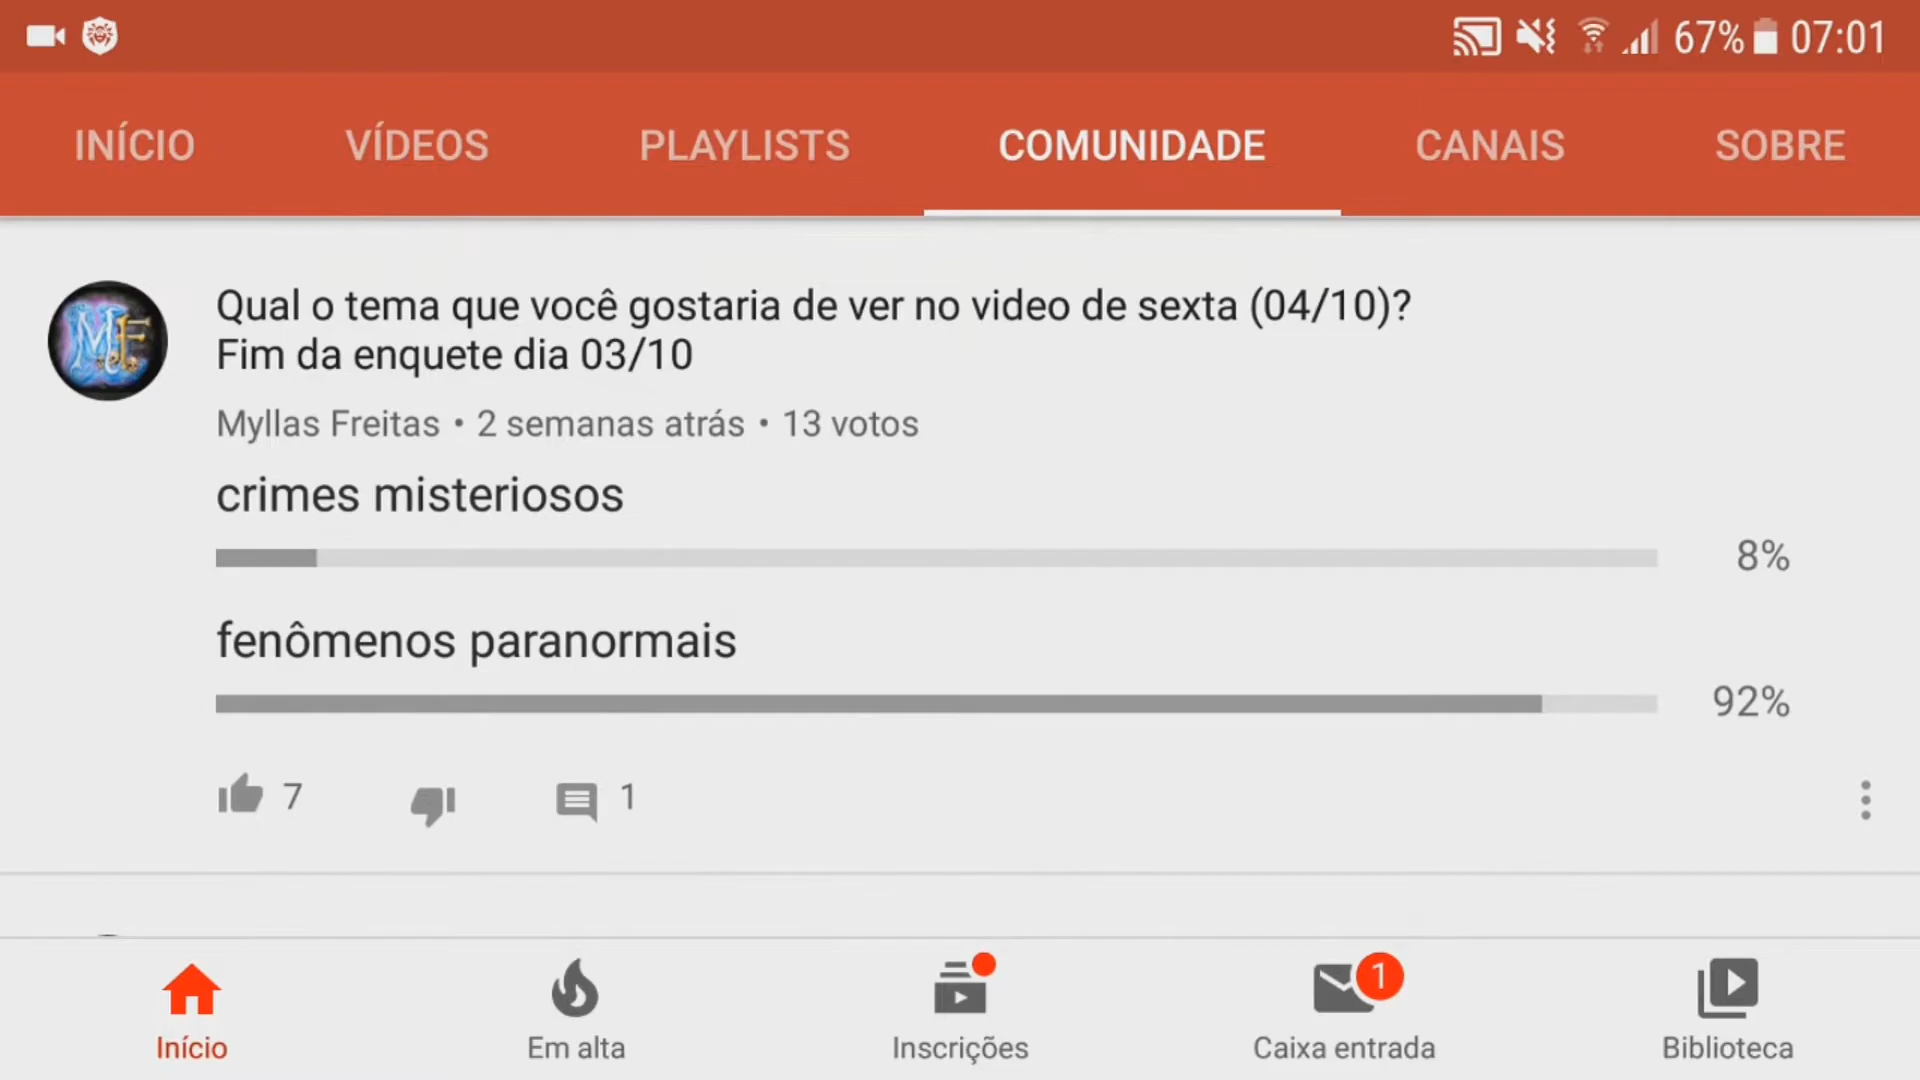 67% 07:01
INÍCIO VÍDEOS PLAYLISTS COMUNIDADE CANAIS SOBRE
MF
Qual o tema que você gostaria de ver no video de sexta (04/10)?
Fim da enquete dia 03/10
Myllas Freitas • 2 semanas atrás • 13 votos
crimes misteriosos
8%
fenômenos paranormais
92%
7 1
1
Início Em alta Inscrições Caixa entrada Biblioteca